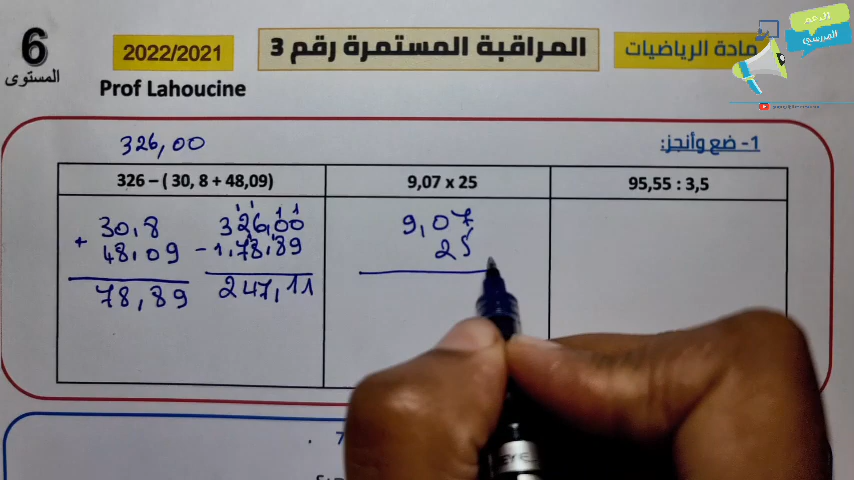 6
المستوى
2022/2021
المراقبة المستمرة رقم 3
مادة الرياضيات
الدعم
المدرسي
Prof Lahoucine
1- ضع وأنجز:
326,00
326 – ( 30, 8 + 48,09)
9,07 x 25
95,55 : 3,5
30,8
+ 48,09
78,89
326,00
- 78,89
247,11
9,07
25
7